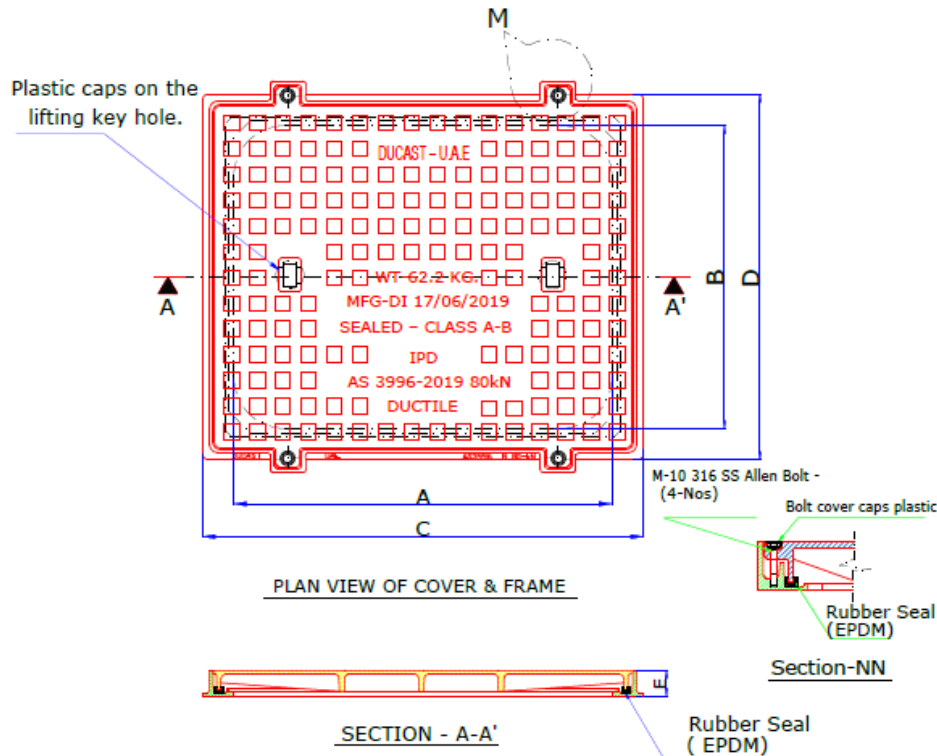 M
Plastic caps on the
lifting key hole.
DUCAST-U.A.E
WT-62.2 KG.
MFG-DI 17/06/2019
SEALED – CLASS A-B
IPD
AS 3996-2019 80kN
DUCTILE
A
A'
B
D
A
C
M-10 316 SS Allen Bolt -
(4-Nos)
Bolt cover caps plastic
PLAN VIEW OF COVER & FRAME
Rubber Seal
(EPDM)
Section-NN
E
SECTION - A-A'
Rubber Seal
( EPDM)